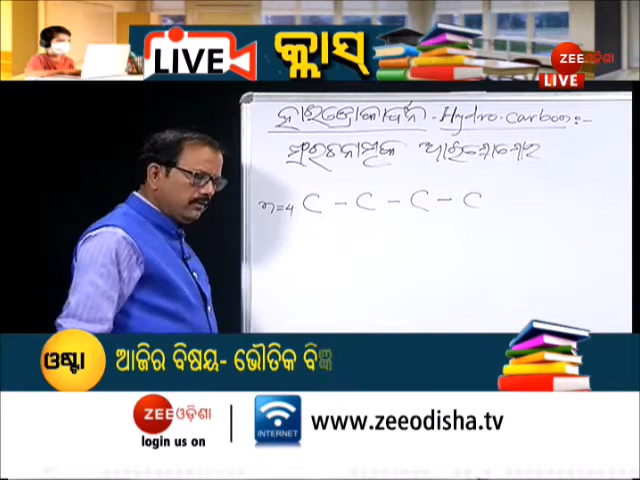 LIVE କ୍ଲାସ୍
ZEE ଓଡ଼ିଶା
LIVE
ହାଇଡ୍ରୋକାର୍ବନ - Hydro-carbon :-
n=4 C - C - C - C
ଓଷ୍ଟା ଆଜିର ବିଷୟ- ଭୌତିକ ବିଜ୍ଞ
ZEE ଓଡ଼ିଶା
login us on
INTERNET
www.zeeodisha.tv